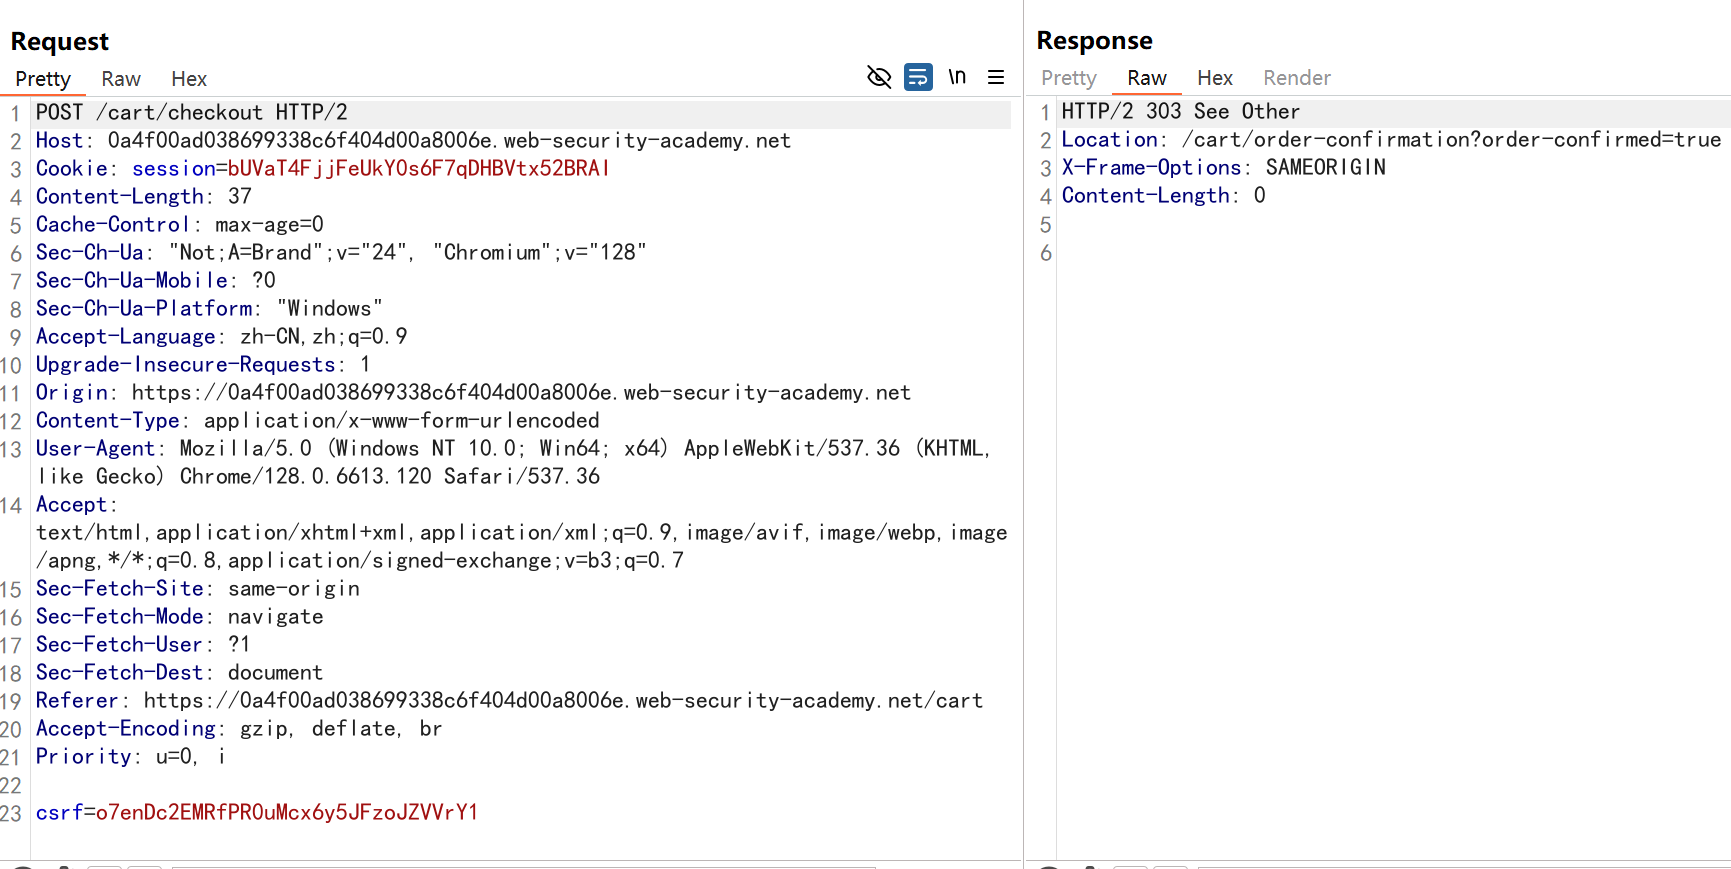 Request
Pretty Raw Hex
\n
1 POST /cart/checkout HTTP/2
2 Host: 0a4f00ad038699338c6f404d00a8006e.web-security-academy.net
3 Cookie: session=bUVaT4FjjFeUkY0s6F7qDHBVtx52BRAI
4 Content-Length: 37
5 Cache-Control: max-age=0
6 Sec-Ch-Ua: "Not;A=Brand";v="24", "Chromium";v="128"
7 Sec-Ch-Ua-Mobile: ?0
8 Sec-Ch-Ua-Platform: "Windows"
9 Accept-Language: zh-CN,zh;q=0.9
10 Upgrade-Insecure-Requests: 1
11 Origin: https://0a4f00ad038699338c6f404d00a8006e.web-security-academy.net
12 Content-Type: application/x-www-form-urlencoded
13 User-Agent: Mozilla/5.0 (Windows NT 10.0; Win64; x64) AppleWebKit/537.36 (KHTML,
like Gecko) Chrome/128.0.6613.120 Safari/537.36
14 Accept:
text/html,application/xhtml+xml,application/xml;q=0.9,image/avif,image/webp,image
/apng,*/*;q=0.8,application/signed-exchange;v=b3;q=0.7
15 Sec-Fetch-Site: same-origin
16 Sec-Fetch-Mode: navigate
17 Sec-Fetch-User: ?1
18 Sec-Fetch-Dest: document
19 Referer: https://0a4f00ad038699338c6f404d00a8006e.web-security-academy.net/cart
20 Accept-Encoding: gzip, deflate, br
21 Priority: u=0, i
22
23 csrf=o7enDc2EMRfPR0uMcx6y5JFzoJZVVrY1
Response
Pretty Raw Hex Render
1 HTTP/2 303 See Other
2 Location: /cart/order-confirmation?order-confirmed=true
3 X-Frame-Options: SAMEORIGIN
4 Content-Length: 0
5
6